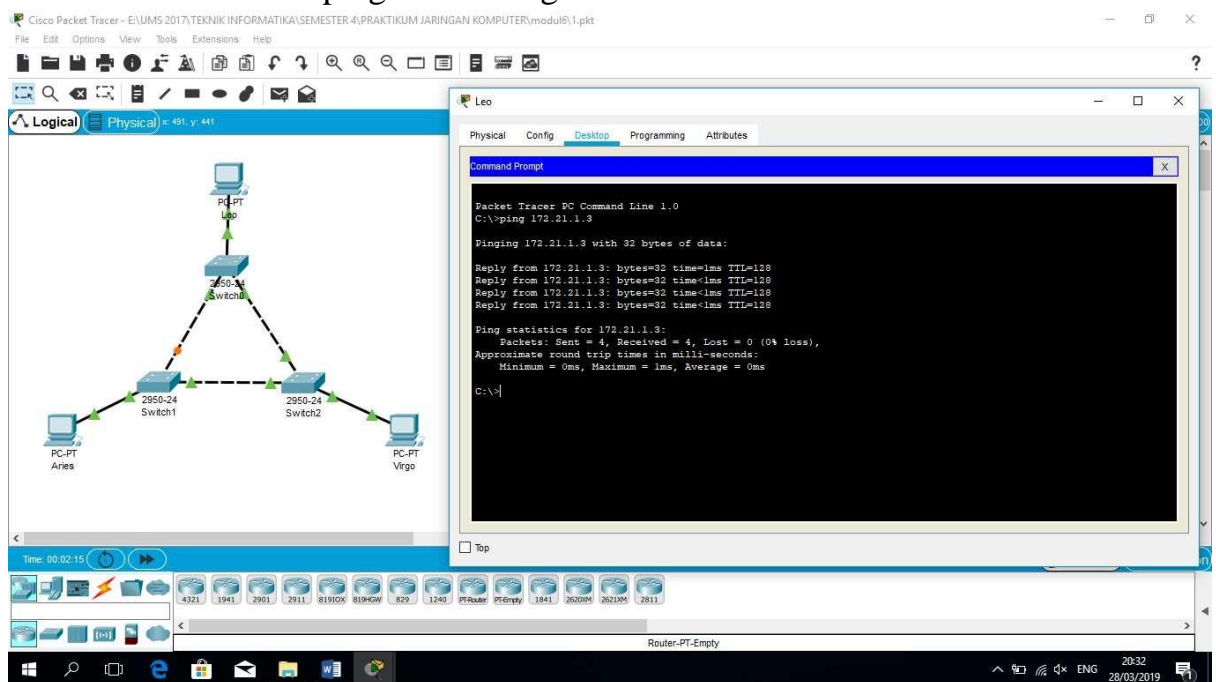 Cisco Packet Tracer - E:\UMS 2017\TEKNIK INFORMATIKA\SEMESTER 4\PRAKTIKUM JARINGAN KOMPUTER\modul6\1.pkt
File Edit Options View Tools Extensions Help
Logical Physical x: 491, y: 441
PC-PT
Leo
2950-24
Switch0
2950-24
Switch1
2950-24
Switch2
PC-PT
Aries
PC-PT
Virgo
Leo
Physical Config Desktop Programming Attributes
Command Prompt X
Packet Tracer PC Command Line 1.0
C:\>ping 172.21.1.3
Pinging 172.21.1.3 with 32 bytes of data:
Reply from 172.21.1.3: bytes=32 time=1ms TTL=128
Reply from 172.21.1.3: bytes=32 time<1ms TTL=128
Reply from 172.21.1.3: bytes=32 time<1ms TTL=128
Reply from 172.21.1.3: bytes=32 time<1ms TTL=128
Ping statistics for 172.21.1.3:
Packets: Sent = 4, Received = 4, Lost = 0 (0% loss),
Approximate round trip times in milli-seconds:
Minimum = 0ms, Maximum = 1ms, Average = 0ms
C:\>
Top
Time: 00:02:15
4321 1941 2901 2911 819IOX 819HGW 829 1240 PT-Router PT-Empty 1841 2620XM 2621XM 2811
Router-PT-Empty
ENG
20:32
28/03/2019